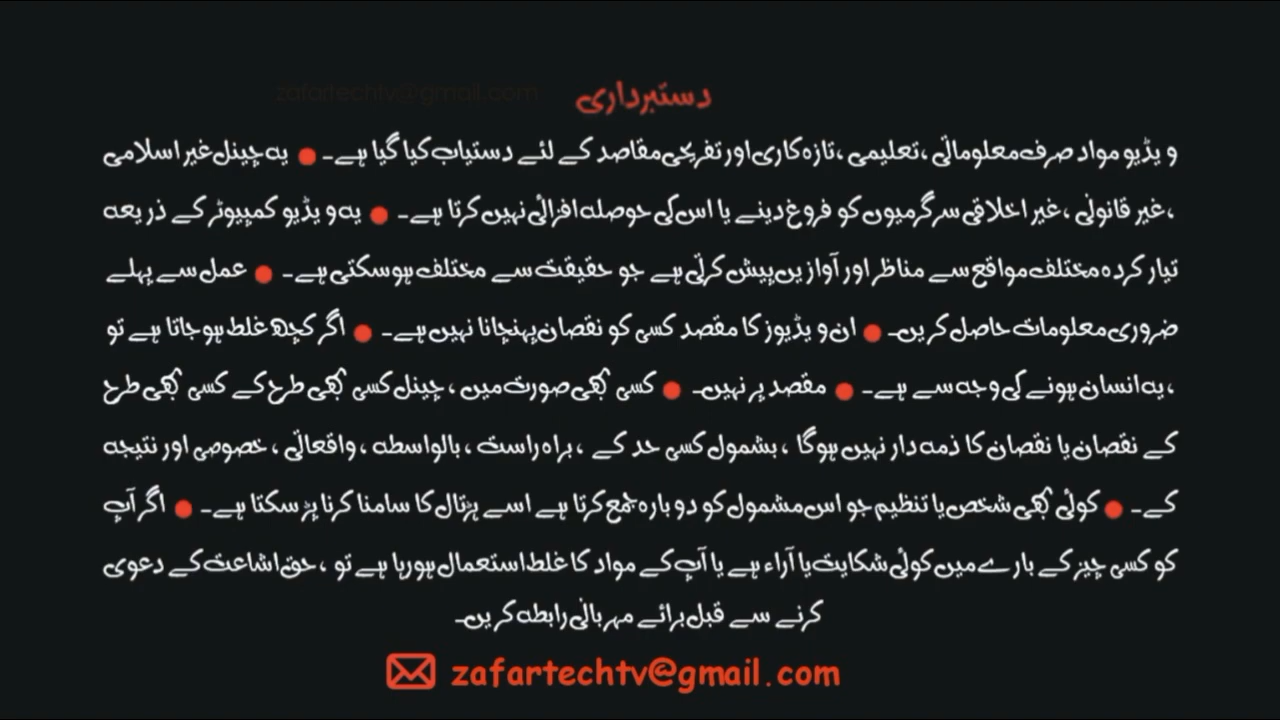 zafartechtv@gmail.com
دستبرداری
ویڈیو مواد صرف معلوماتی ،تعلیمی ،تازہ کاری اور تفریحی مقاصد کے لئے دستیاب کیا گیا ہے۔ ● یہ چینل غیر اسلامی
،غیر قانونی ،غیر اخلاقی سرگرمیوں کو فروغ دینے یا اس کی حوصلہ افزائی نہیں کرتا ہے۔ ● یہ ویڈیو کمپیوٹر کے ذریعہ
تیار کردہ مختلف مواقع سے مناظر اور آوازیں پیش کرتی ہے جو حقیقت سے مختلف ہوسکتی ہے۔ ● عمل سے پہلے
ضروری معلومات حاصل کریں۔ ● ان ویڈیوز کا مقصد کسی کو نقصان پہنچانا نہیں ہے۔ ● اگر کچھ غلط ہوجاتا ہے تو
،یہ انسان ہونے کی وجہ سے ہے۔ ● مقصد پر نہیں۔ ● کسی بھی صورت میں ، چینل کسی بھی طرح کے کسی بھی طرح
کے نقصان یا نقصان کا ذمہ دار نہیں ہوگا ، بشمول کسی حد کے ، براہ راست ، بالواسطہ ، واقعاتی ، خصوصی اور نتیجہ
کے۔ ● کوئی بھی شخص یا تنظیم جو اس مشمول کو دوبارہ جمع کرتا ہے اسے ہڑتال کا سامنا کرنا پڑ سکتا ہے۔ ● اگر آپ
کو کسی چیز کے بارے میں کوئی شکایت یا آراء ہے یا آپ کے مواد کا غلط استعمال ہورہا ہے تو ، حق اشاعت کے دعوی
کرنے سے قبل برائے مہربانی رابطہ کریں۔
zafartechtv@gmail.com